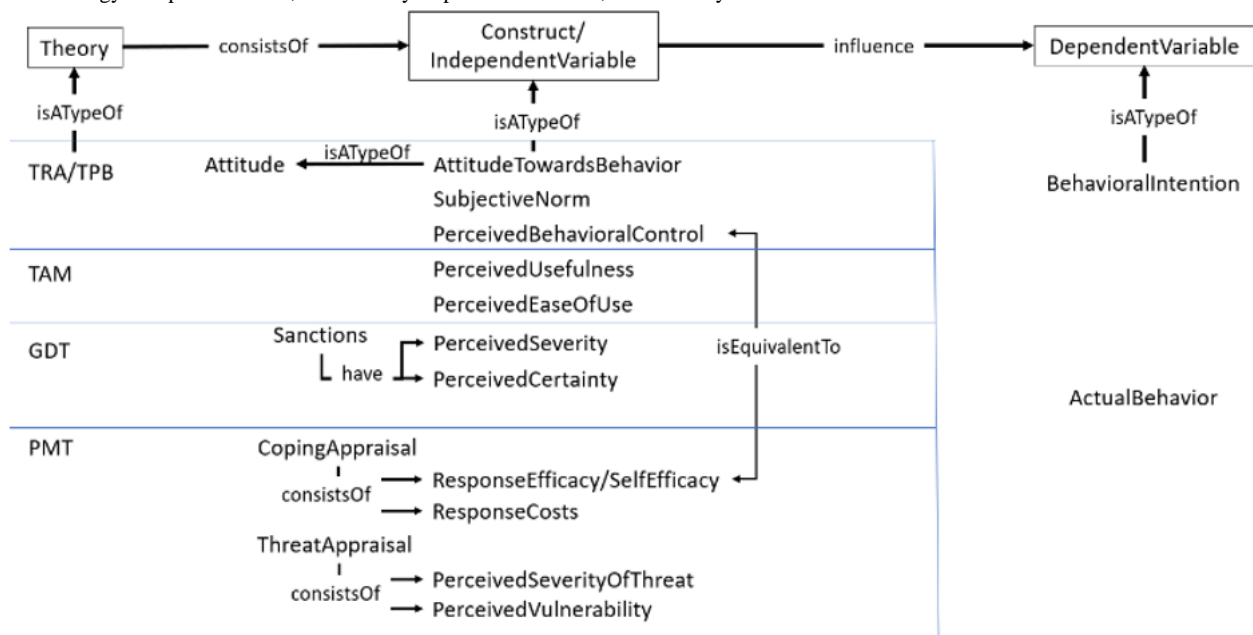 Theory
consistsOf
Construct/
IndependentVariable
influence
DependentVariable
isATypeOf
isATypeOf
isATypeOf
TRA/TPB
Attitude
isATypeOf
AttitudeTowardsBehavior
BehavioralIntention
SubjectiveNorm
PerceivedBehavioralControl
TAM
PerceivedUsefulness
PerceivedEaseOfUse
GDT
Sanctions
have
PerceivedSeverity
PerceivedCertainty
isEquivalentTo
ActualBehavior
PMT
CopingAppraisal
consistsOf
ResponseEfficacy/SelfEfficacy
ResponseCosts
ThreatAppraisal
consistsOf
PerceivedSeverityOfThreat
PerceivedVulnerability